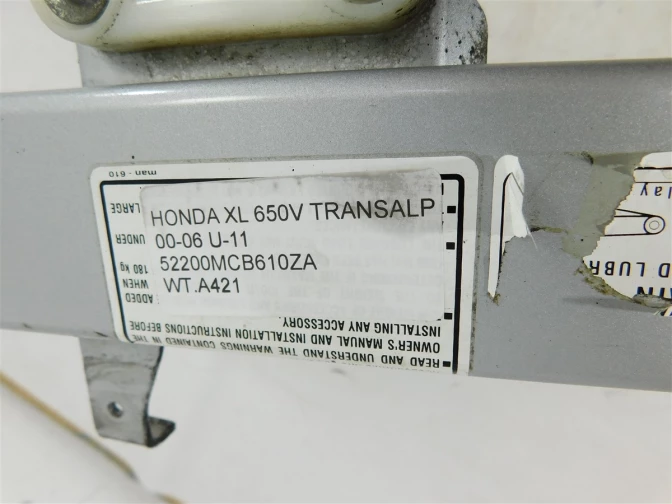 HONDA XL 650V TRANSALP
00-06 U-11
52200MCB610ZA
WT.A421
man - 610
READ AND UNDERSTAND THE WARNINGS CONTAINED IN THE
OWNER'S MANUAL AND INSTALLATION INSTRUCTIONS BEFORE
INSTALLING ANY ACCESSORY.
ADDED WHEN
180 kg
UNDER
LARGE
D LUBR